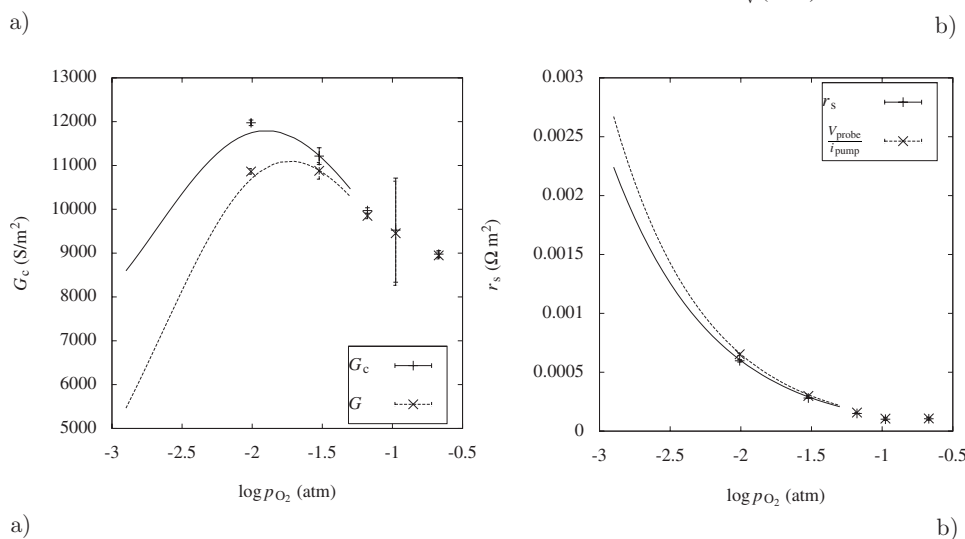 a)
b)
13000
12000
11000
10000
9000
8000
7000
6000
5000
G_c (S/m²)
-3 -2.5 -2 -1.5 -1 -0.5
log p_O₂ (atm)
G_c
G
0.003
0.0025
0.002
0.0015
0.001
0.0005
0
r_s (Ω m²)
-3 -2.5 -2 -1.5 -1 -0.5
log p_O₂ (atm)
r_s
V_probe
i_pump
a)
b)